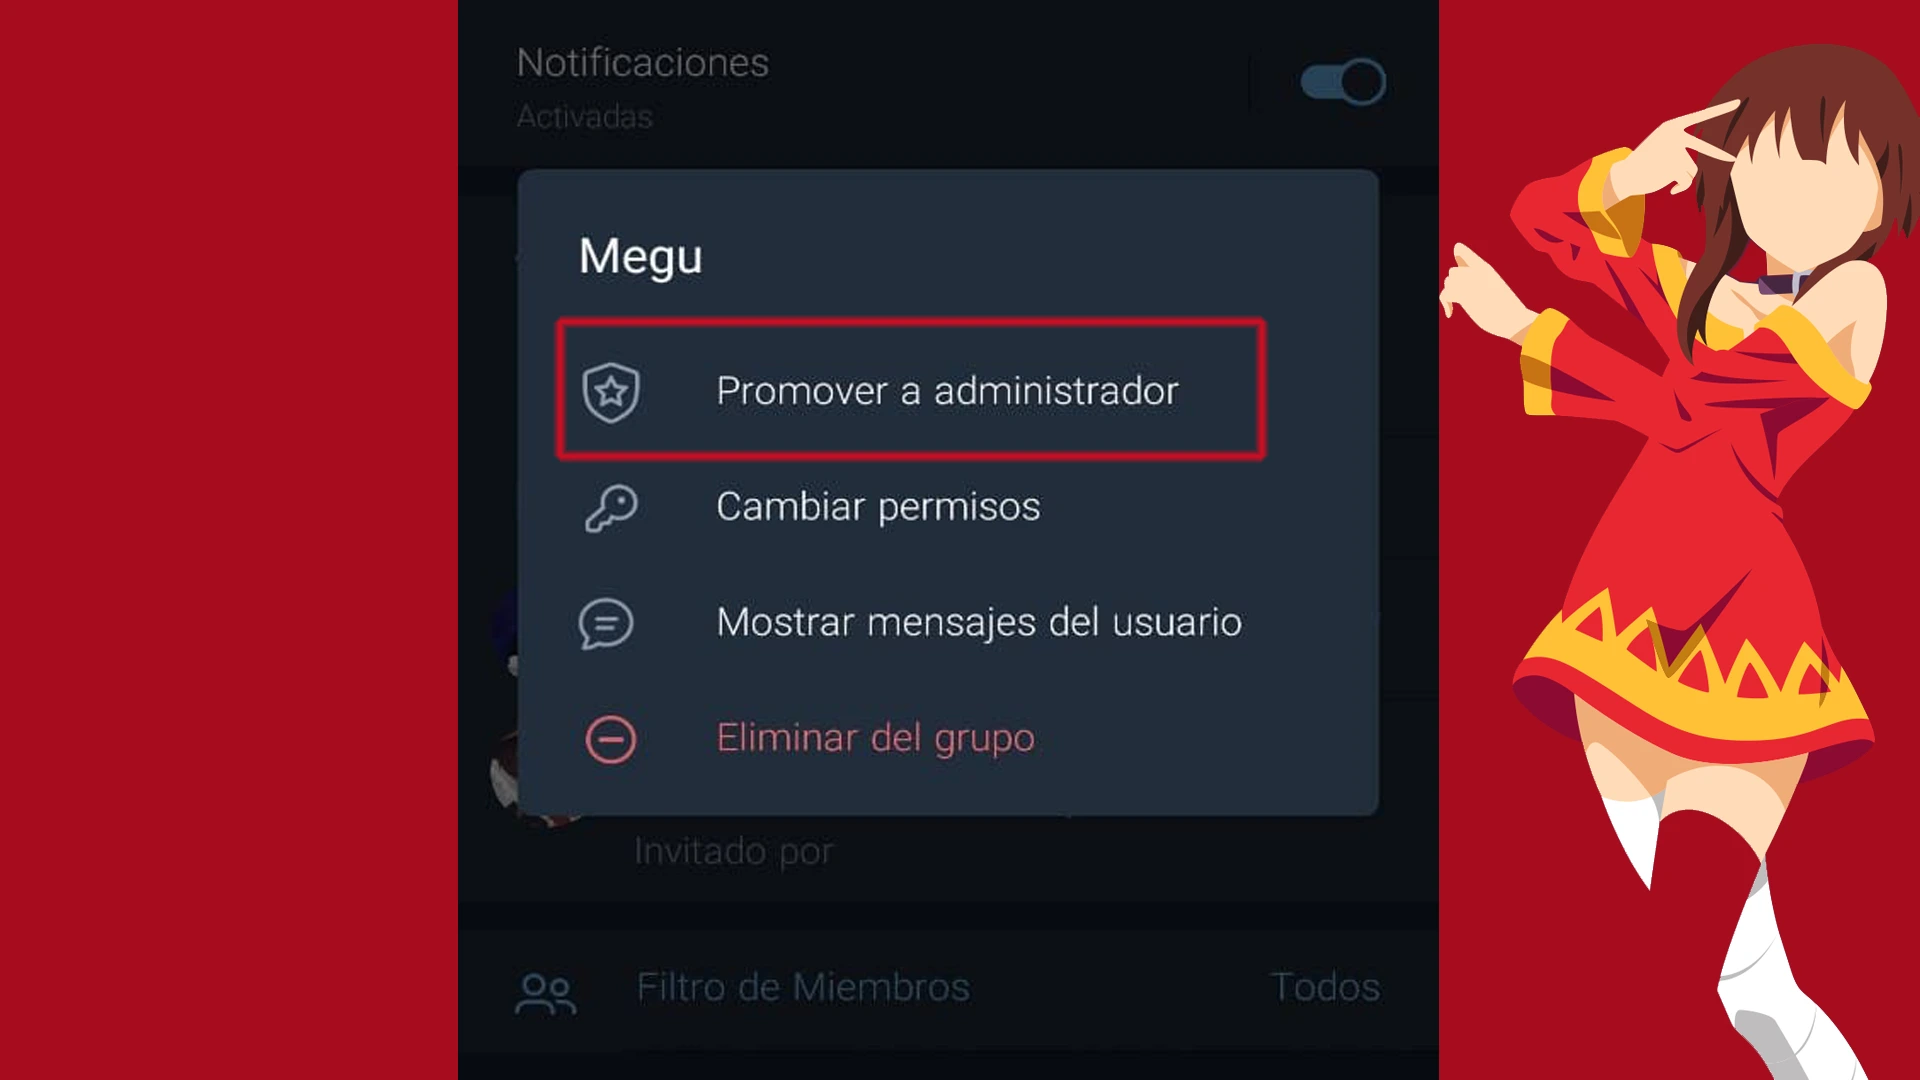 Notificaciones
Activadas
Megu
Promover a administrador
Cambiar permisos
Mostrar mensajes del usuario
Eliminar del grupo
Invitado por
Filtro de Miembros Todos